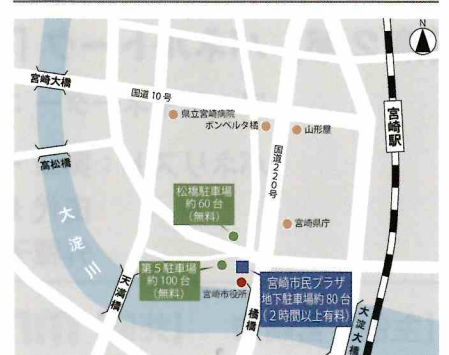 N
宮崎大橋
国道10号
県立宮崎病院
ボンベルタ橘
山形屋
宮崎駅
高松橋
国道220号
松橋駐車場
約60台
(無料)
大淀川
宮崎県庁
第5駐車場
約100台
(無料)
宮崎市民プラザ
地下駐車場約80台
(2時間以上有料)
宮崎市役所
天満橋
橘橋
大淀大橋